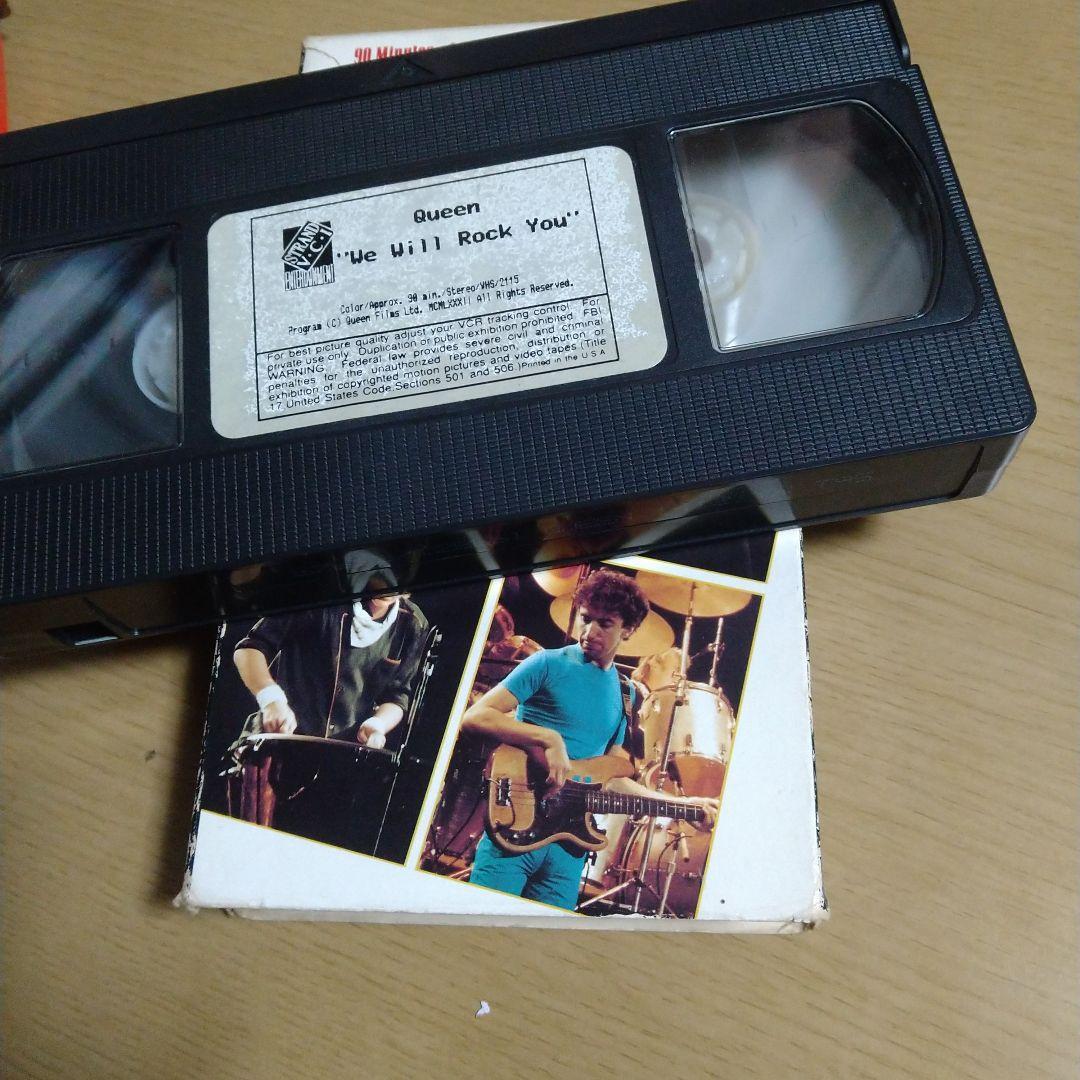 90 Minutes
STRAND
V·C·I
ENTERTAINMENT
Queen
"We Will Rock You"
Color/Approx. 90 min./Stereo/VHS/2115
Program (C) Queen Films Ltd. MCMLXXXII All Rights Reserved.
For best picture quality adjust your VCR tracking control. For
private use only. Duplication or public exhibition prohibited. FBI
WARNING: Federal law provides severe civil and criminal
penalties for the unauthorized reproduction, distribution or
exhibition of copyrighted motion pictures and video tapes (Title
17 United States Code Sections 501 and 506.) Printed in the U S A